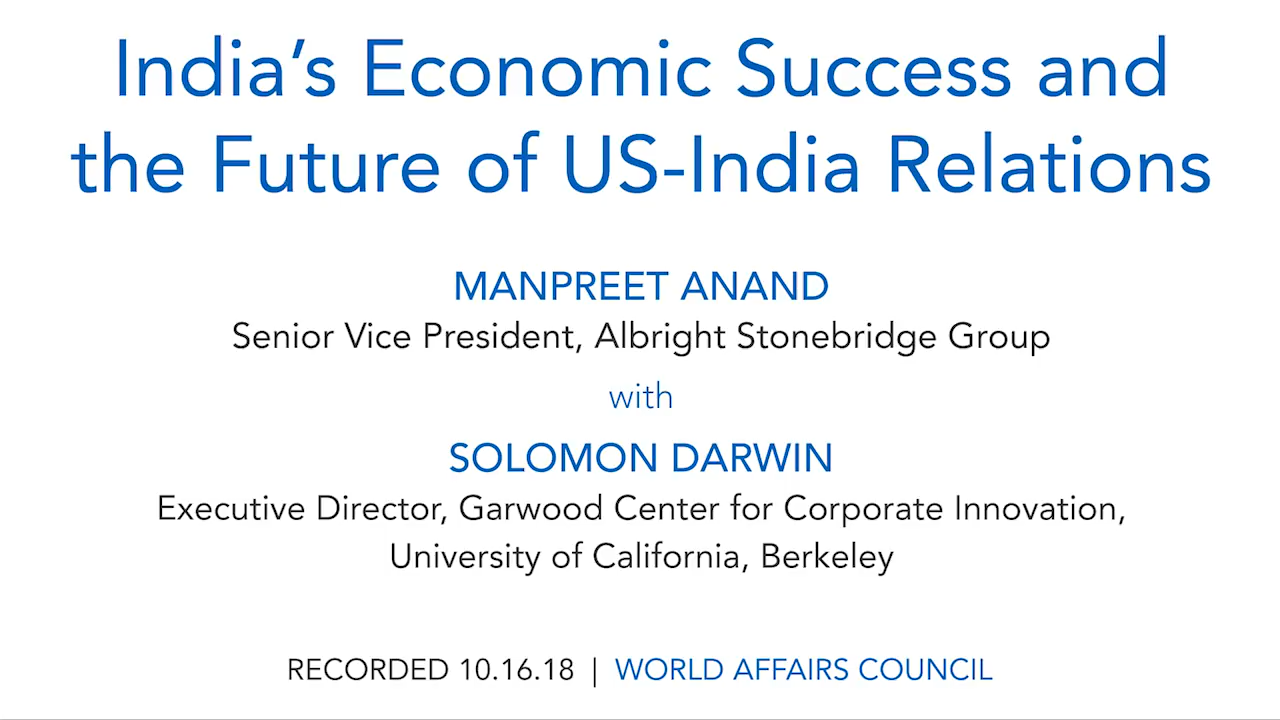 India’s Economic Success and
the Future of US-India Relations
MANPREET ANAND
Senior Vice President, Albright Stonebridge Group
with
SOLOMON DARWIN
Executive Director, Garwood Center for Corporate Innovation,
University of California, Berkeley
RECORDED 10.16.18 | WORLD AFFAIRS COUNCIL